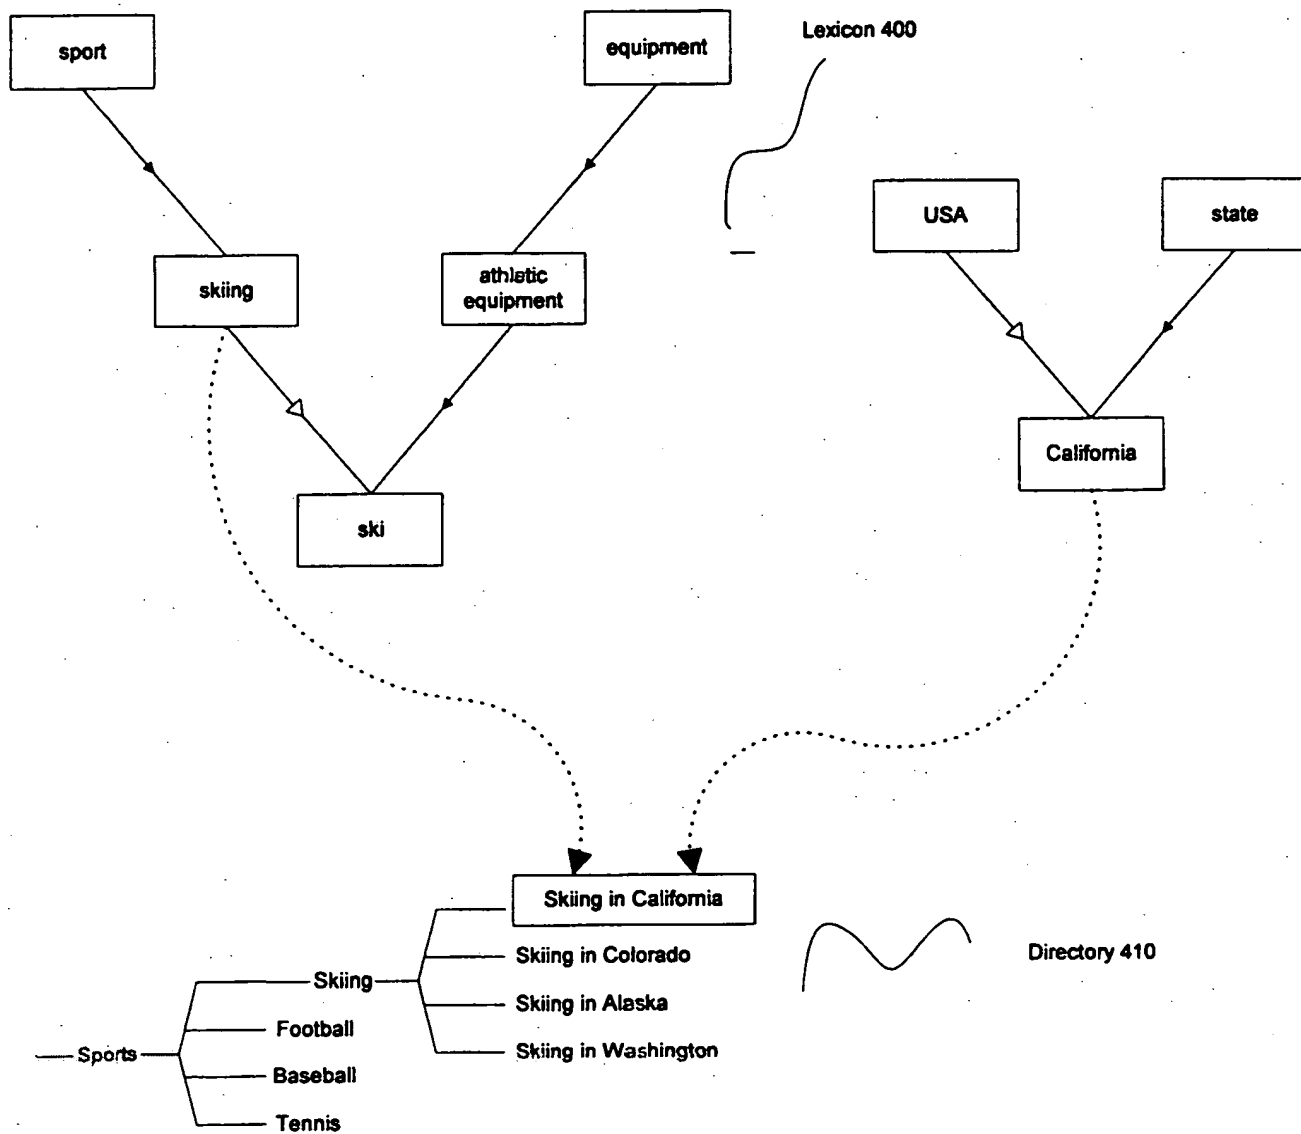 sport
equipment
Lexicon 400
USA
state
skiing
athletic
equipment
California
ski
Skiing in California
Skiing in Colorado
Directory 410
Skiing
Skiing in Alaska
Football
Skiing in Washington
Sports
Baseball
Tennis